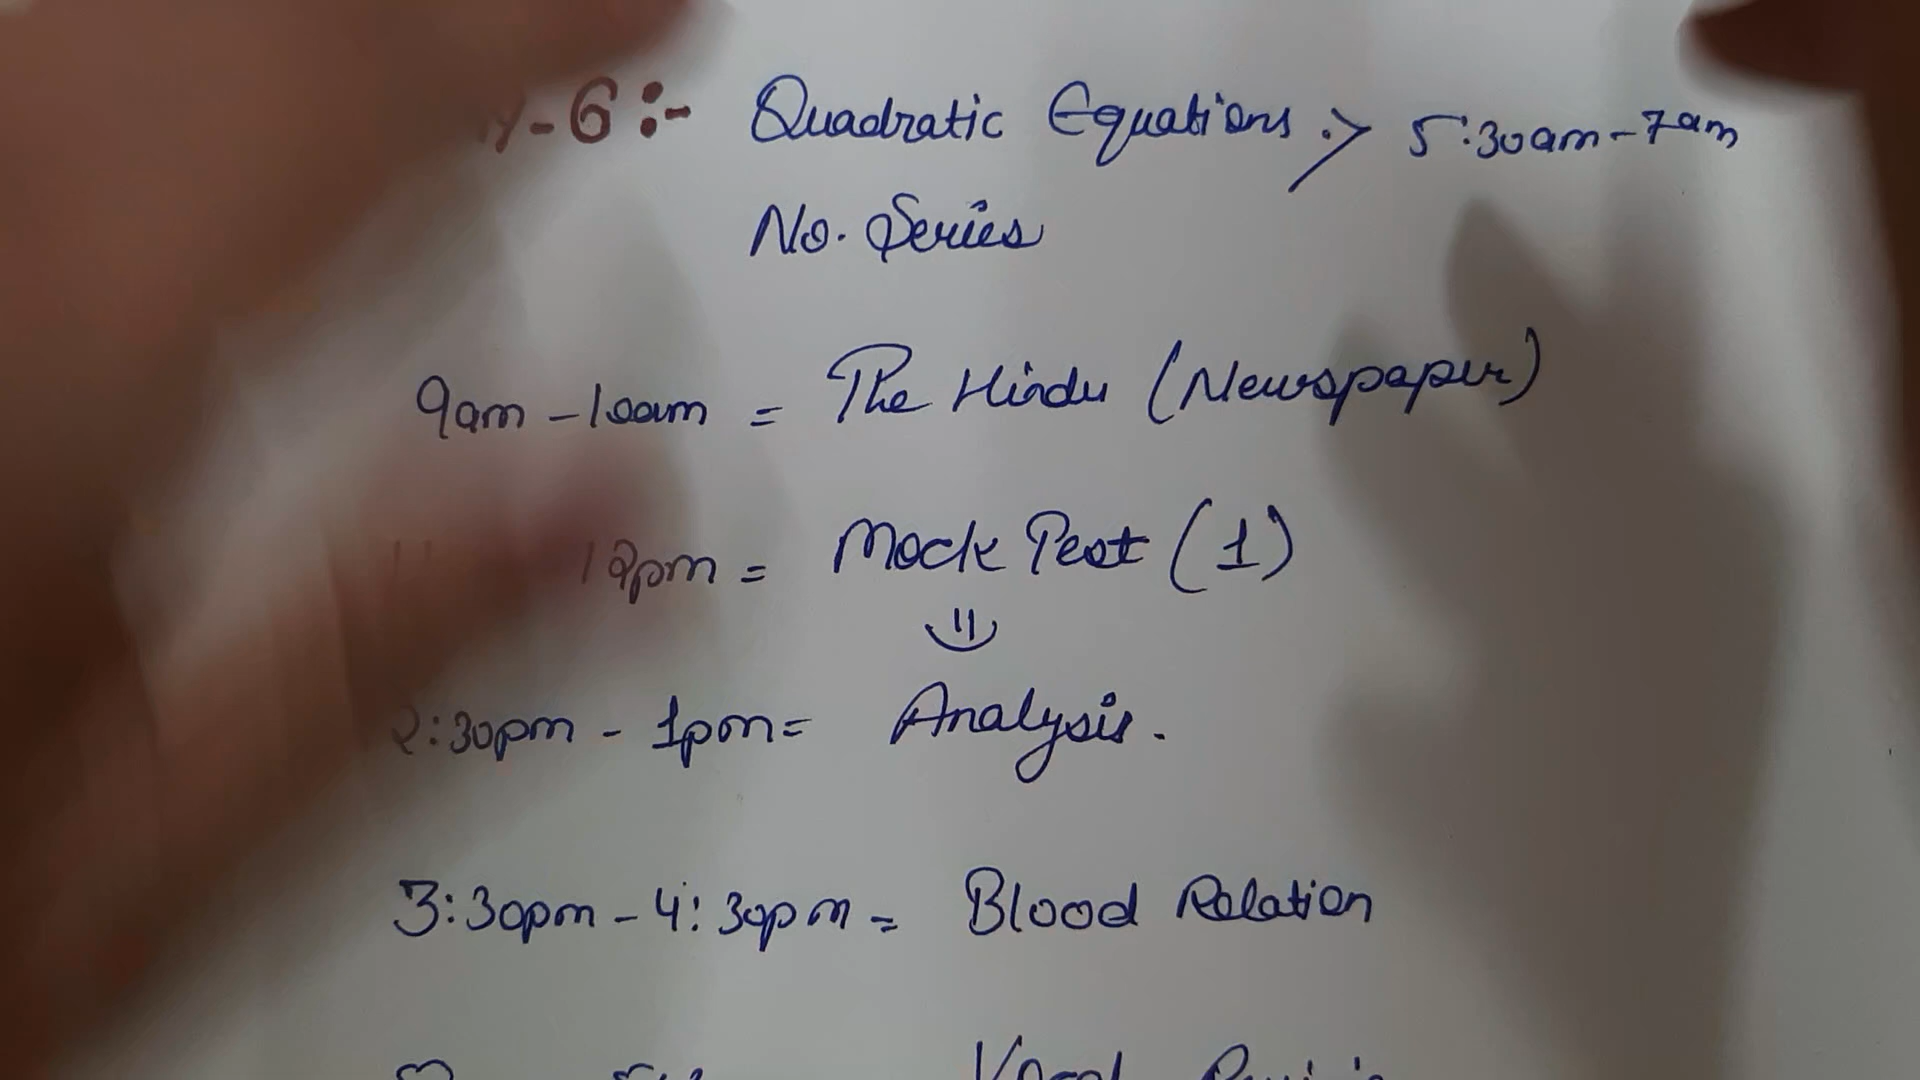 y-6:- Quadratic Equations :> 5:30am-7am
No. Series
9am-10am = The Hindu (Newspaper)
12pm = Mock Test (1)
2:30pm - 1pm = Analysis.
3:30pm-4:30pm = Blood Relation